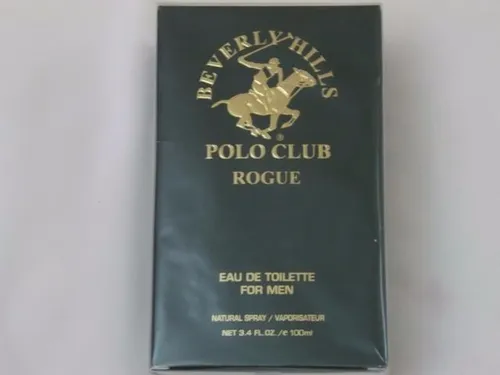 BEVERLY HILLS
®
POLO CLUB
ROGUE
EAU DE TOILETTE
FOR MEN
NATURAL SPRAY / VAPORISATEUR
NET 3.4 FL.OZ./e 100ml